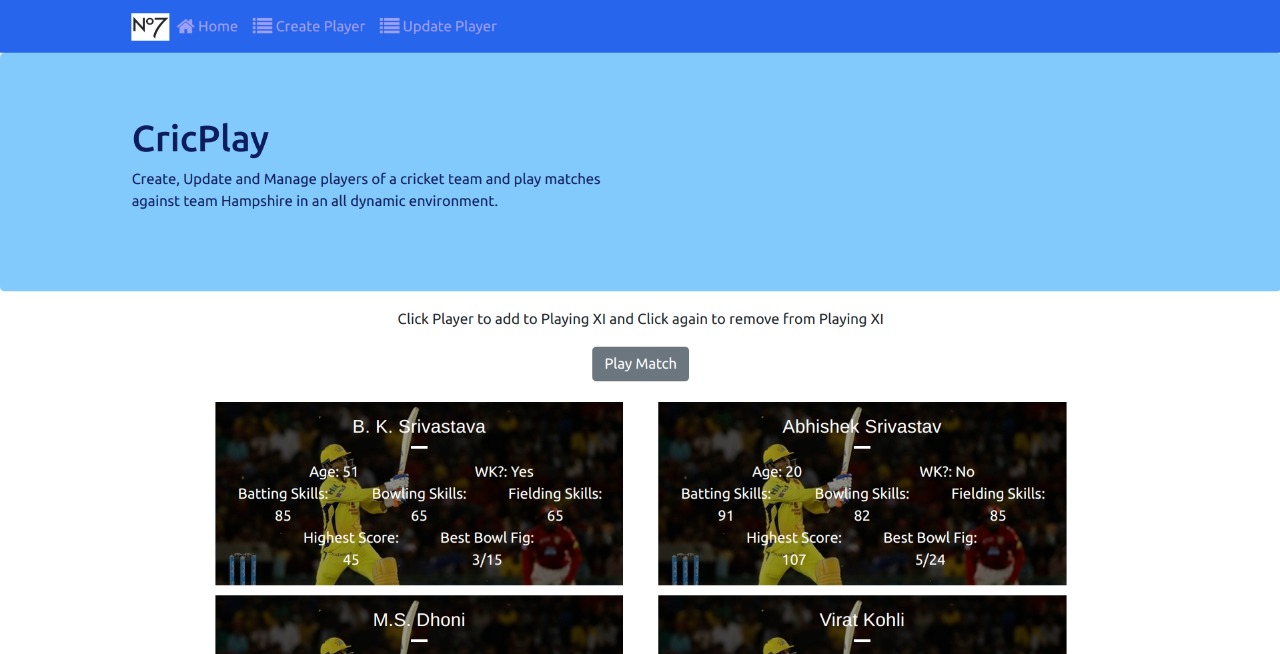 N°7 Home Create Player Update Player
CricPlay
Create, Update and Manage players of a cricket team and play matches
against team Hampshire in an all dynamic environment.
Click Player to add to Playing XI and Click again to remove from Playing XI
Play Match
B. K. Srivastava
Age: 51 WK?: Yes
Batting Skills: Bowling Skills: Fielding Skills:
85 65 65
Highest Score: Best Bowl Fig:
45 3/15
Abhishek Srivastav
Age: 20 WK?: No
Batting Skills: Bowling Skills: Fielding Skills:
91 82 85
Highest Score: Best Bowl Fig:
107 5/24
M.S. Dhoni
Virat Kohli